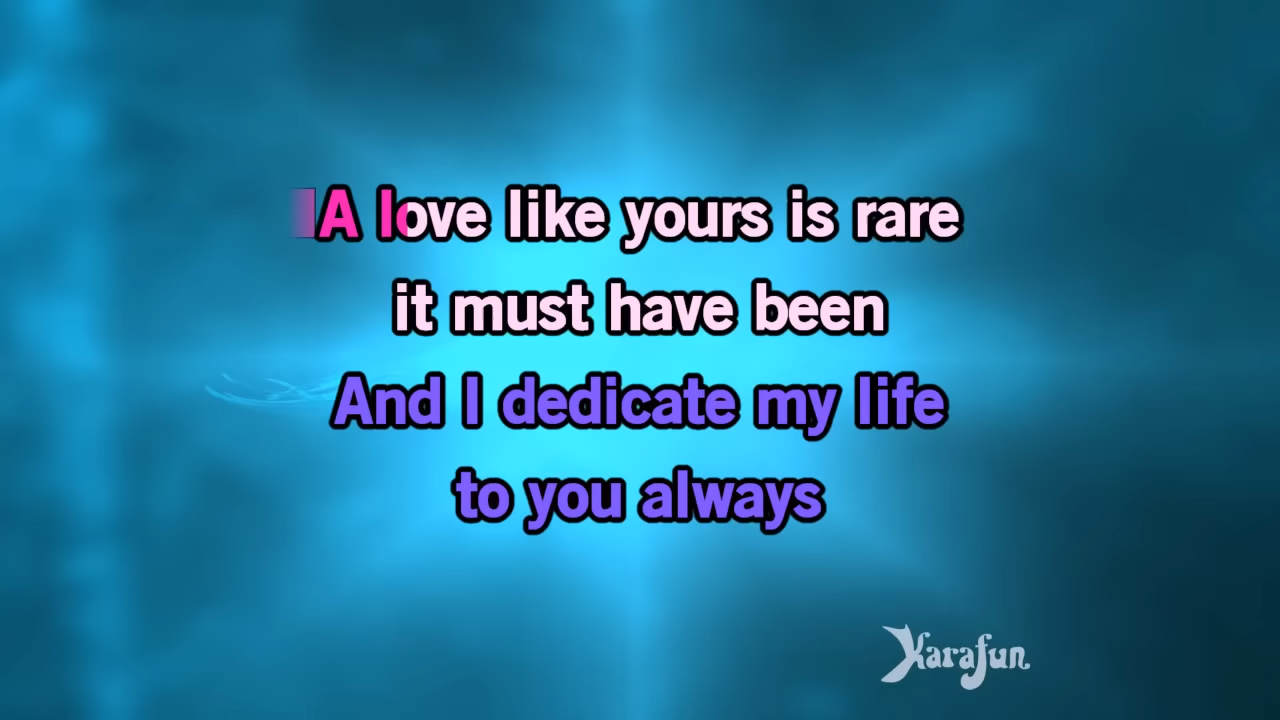 A love like yours is rare
it must have been
And I dedicate my life
to you always
Karafun